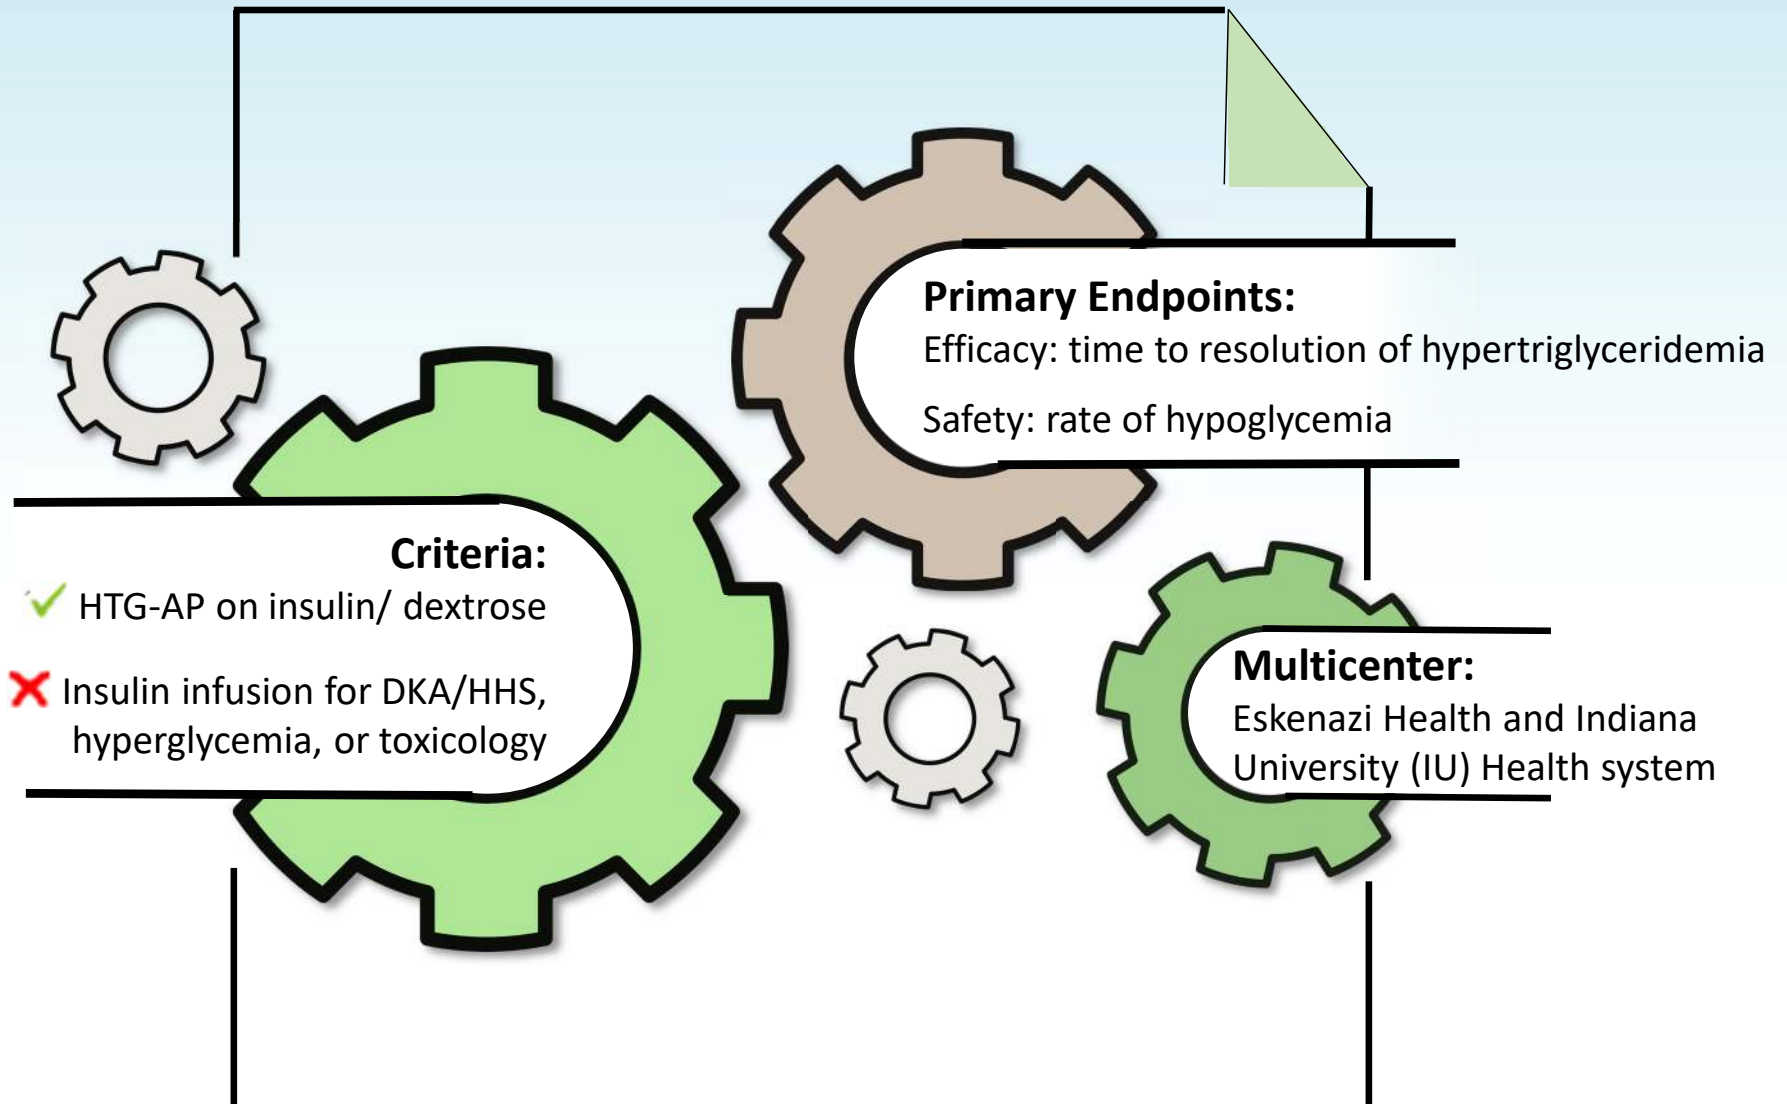 Primary Endpoints:
Efficacy: time to resolution of hypertriglyceridemia
Safety: rate of hypoglycemia
Criteria:
HTG-AP on insulin/ dextrose
Insulin infusion for DKA/HHS,
hyperglycemia, or toxicology
Multicenter:
Eskenazi Health and Indiana
University (IU) Health system